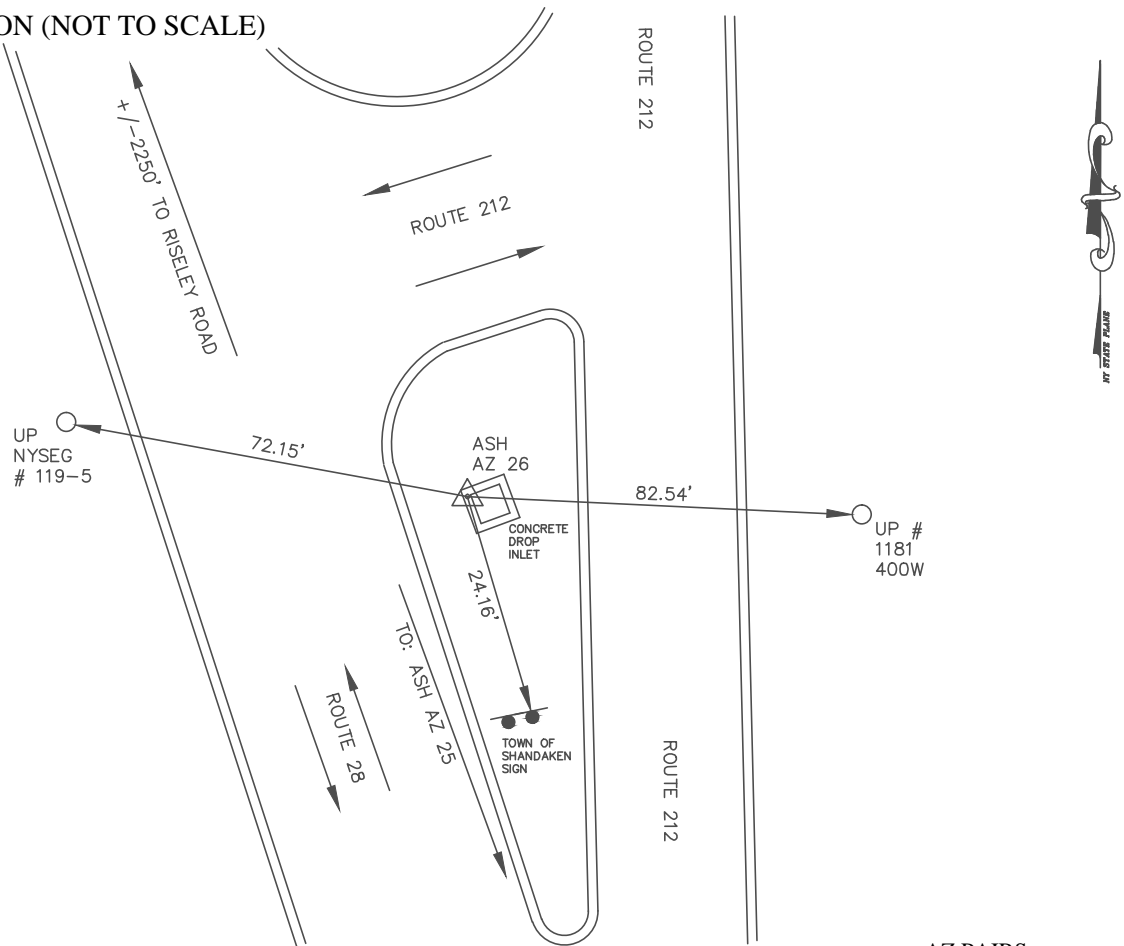 ON (NOT TO SCALE)
ROUTE 212
+/-2250' TO RISELEY ROAD
ROUTE 212
NY STATE PLANE
UP
NYSEG
# 119-5
72.15'
ASH
AZ 26
82.54'
UP #
1181
400W
CONCRETE
DROP
INLET
24.16'
TO: ASH AZ 25
ROUTE 28
TOWN OF
SHANDAKEN
SIGN
ROUTE 212